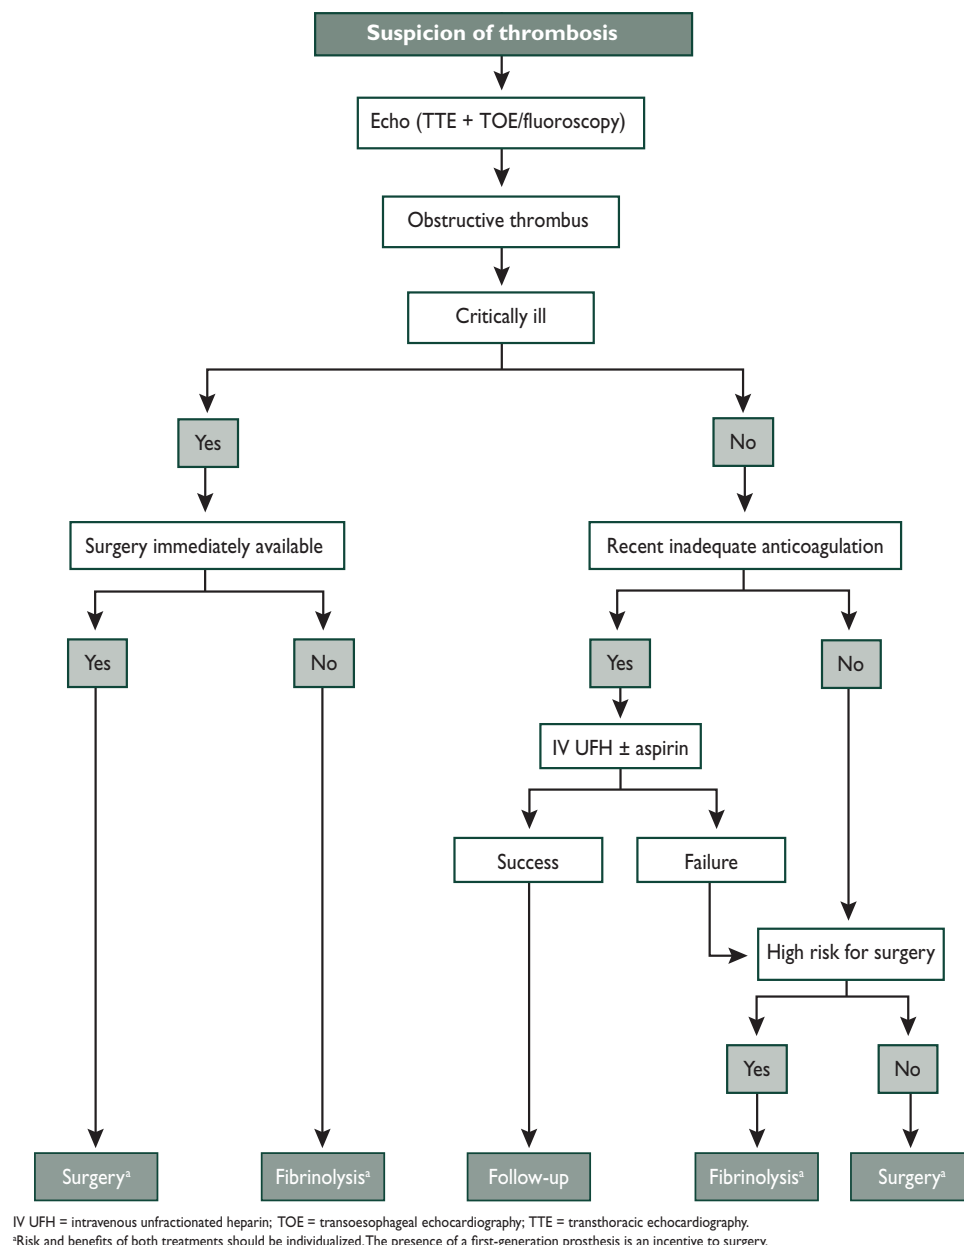 Suspicion of thrombosis
Echo (TTE + TOE/fluoroscopy)
Obstructive thrombus
Critically ill
Yes
No
Surgery immediately available
Recent inadequate anticoagulation
Yes
No
Yes
No
IV UFH ± aspirin
Success
Failure
High risk for surgery
Yes
No
Surgeryᵃ
Fibrinolysisᵃ
Follow-up
Fibrinolysisᵃ
Surgeryᵃ
IV UFH = intravenous unfractionated heparin; TOE = transoesophageal echocardiography; TTE = transthoracic echocardiography.
ᵃRisk and benefits of both treatments should be individualized. The presence of a first-generation prosthesis is an incentive to surgery.